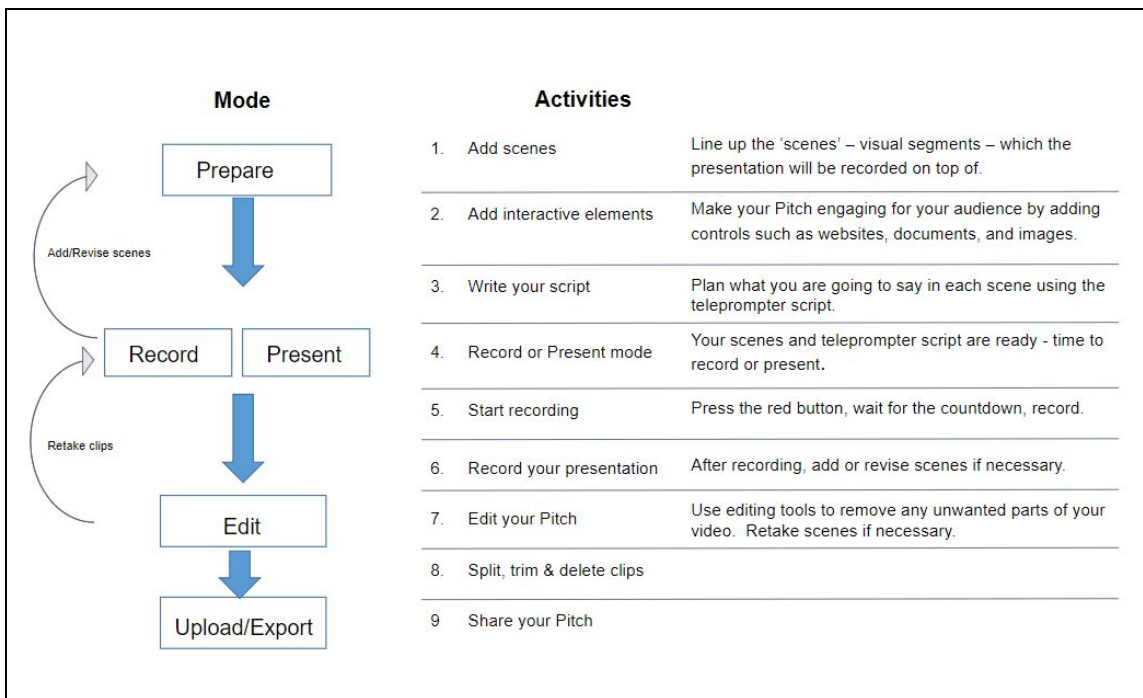 Mode
Activities
Prepare
Add/Revise scenes
Record
Present
Retake clips
Edit
Upload/Export
1. Add scenes
Line up the ‘scenes’ – visual segments – which the
presentation will be recorded on top of.
2. Add interactive elements
Make your Pitch engaging for your audience by adding
controls such as websites, documents, and images.
3. Write your script
Plan what you are going to say in each scene using the
teleprompter script.
4. Record or Present mode
Your scenes and teleprompter script are ready - time to
record or present.
5. Start recording
Press the red button, wait for the countdown, record.
6. Record your presentation
After recording, add or revise scenes if necessary.
7. Edit your Pitch
Use editing tools to remove any unwanted parts of your
video.  Retake scenes if necessary.
8. Split, trim & delete clips
9 Share your Pitch